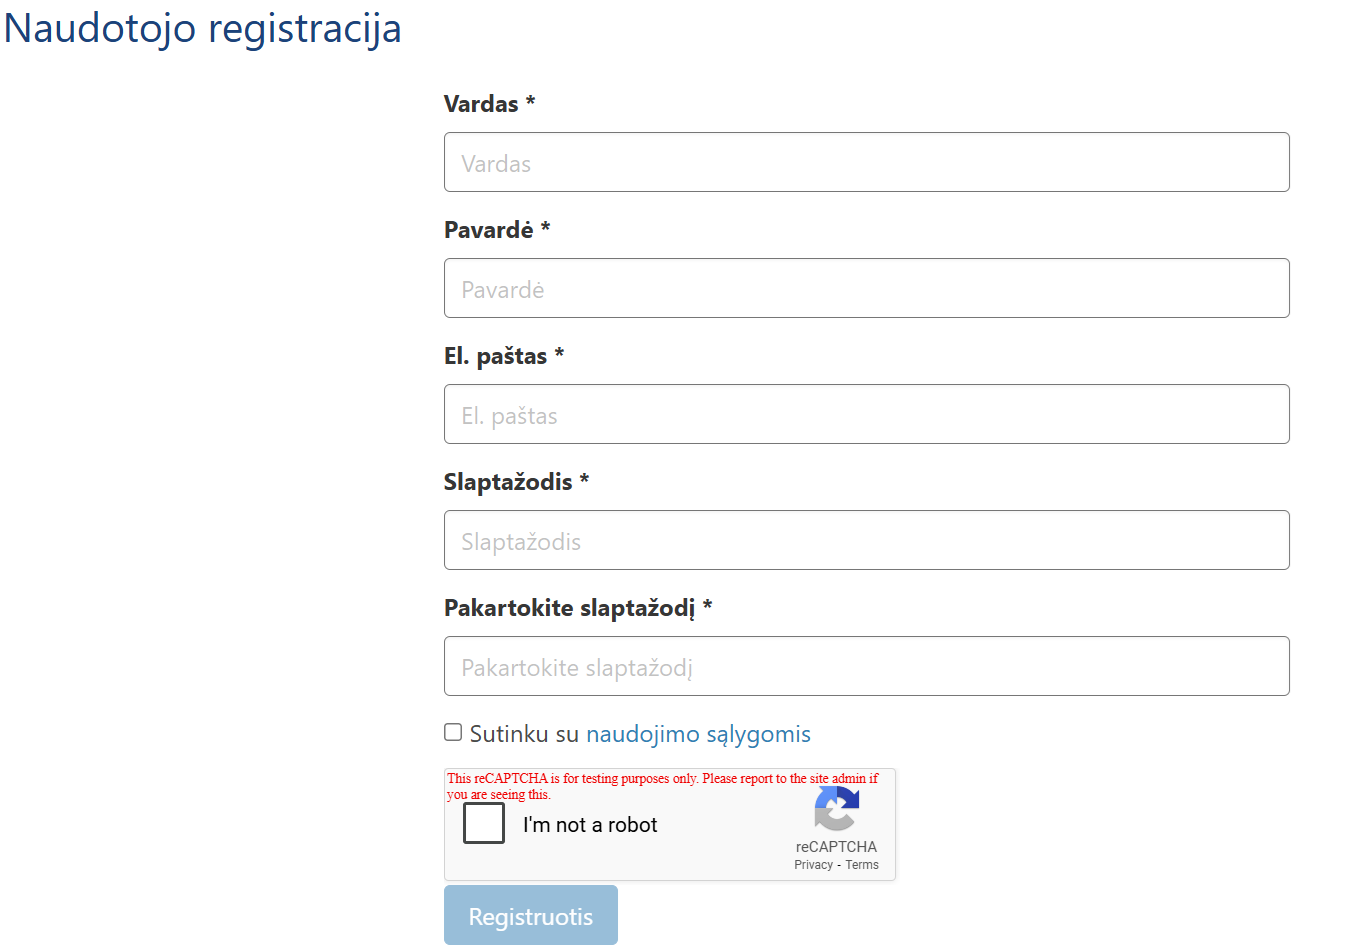 Naudotojo registracija
Vardas *
Vardas
Pavardė *
Pavardė
El. paštas *
El. paštas
Slaptažodis *
Slaptažodis
Pakartokite slaptažodį *
Pakartokite slaptažodį
Sutinku su naudojimo sąlygomis
This reCAPTCHA is for testing purposes only. Please report to the site admin if
you are seeing this.
I'm not a robot
reCAPTCHA
Privacy - Terms
Registruotis